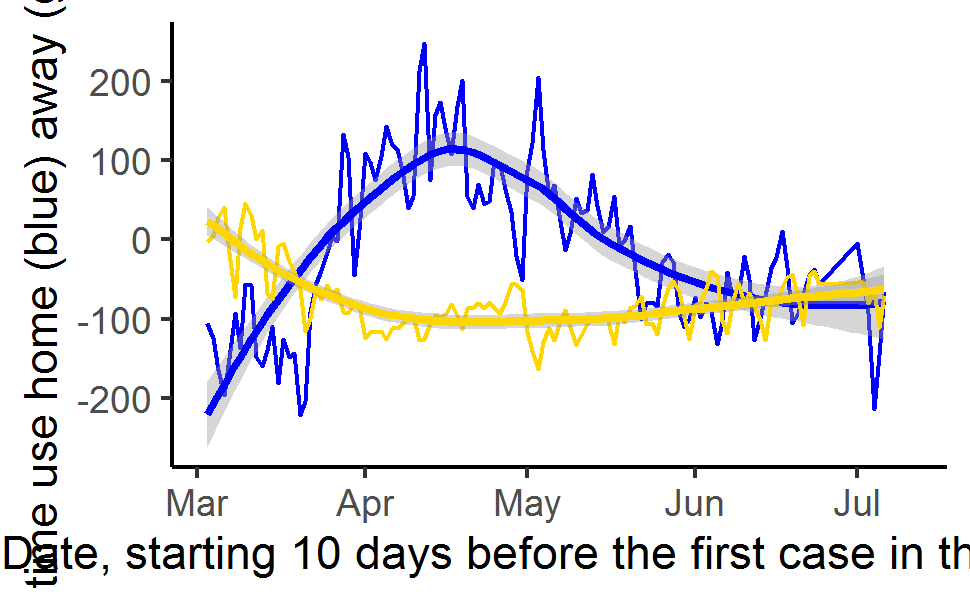 time use home (blue) away (
200
100
0
-100
-200
Mar Apr May Jun Jul
Date, starting 10 days before the first case in th